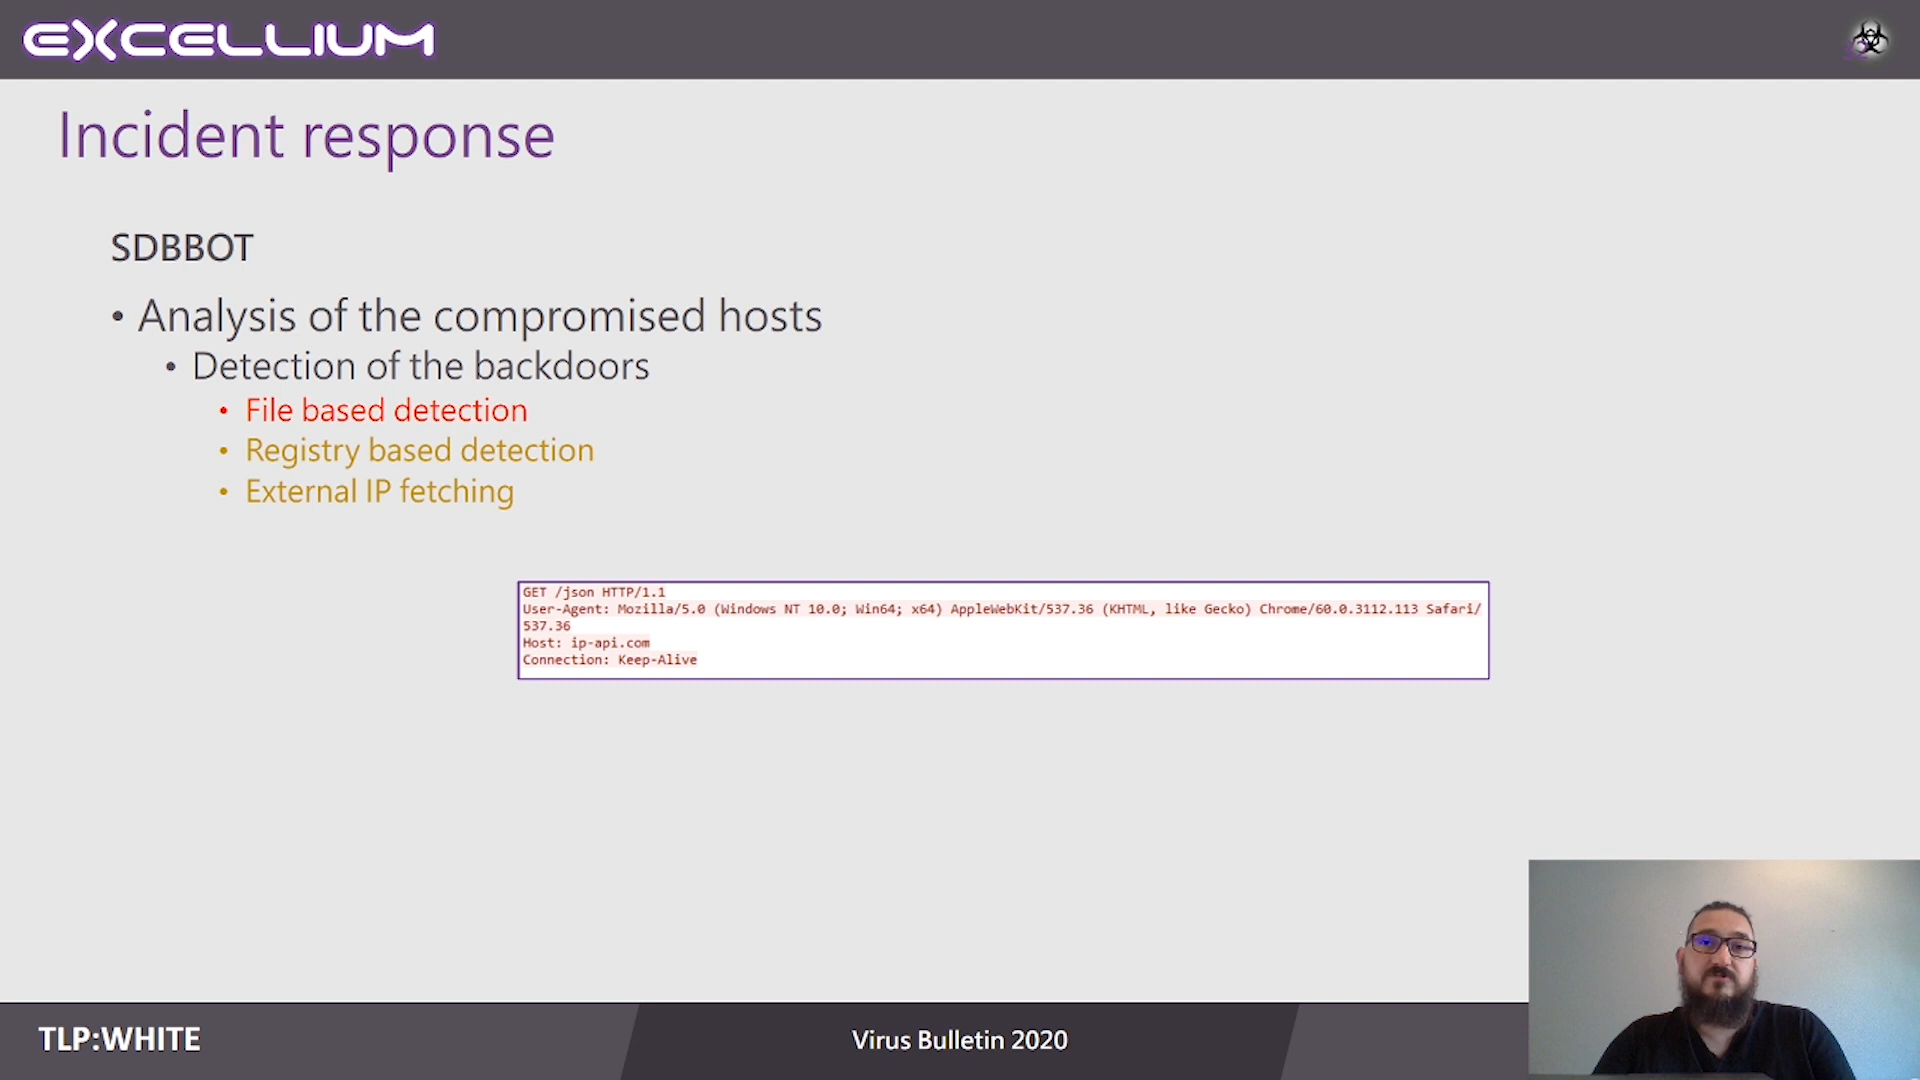 EXCELLIUM
Incident response
SDBBOT
• Analysis of the compromised hosts
• Detection of the backdoors
• File based detection
• Registry based detection
• External IP fetching
GET /json HTTP/1.1
User-Agent: Mozilla/5.0 (Windows NT 10.0; Win64; x64) AppleWebKit/537.36 (KHTML, like Gecko) Chrome/60.0.3112.113 Safari/
537.36
Host: ip-api.com
Connection: Keep-Alive
TLP:WHITE
Virus Bulletin 2020